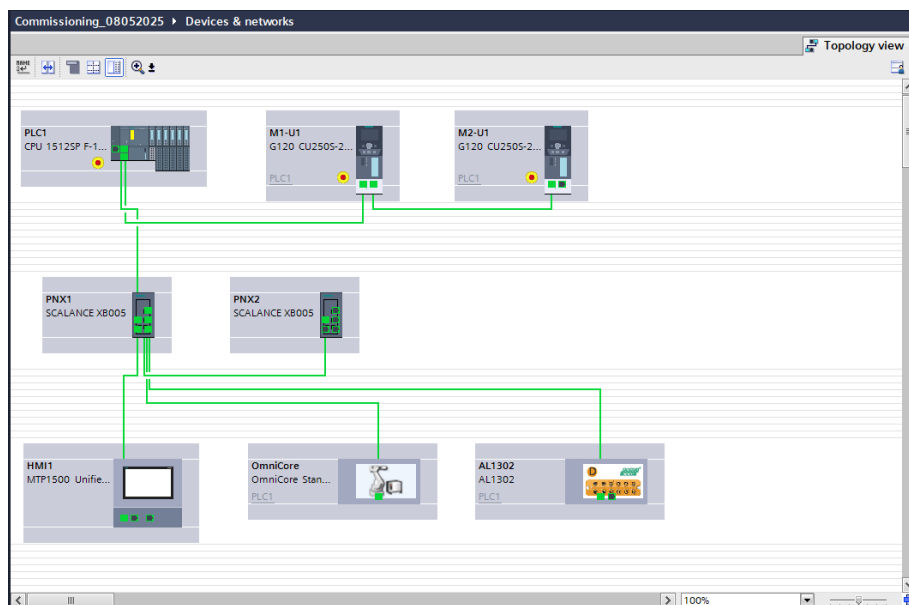 Commissioning_08052025 ▸ Devices & networks
Topology view
PLC1
CPU 1512SP F-1...
M1-U1
G120 CU250S-2...
PLC1
M2-U1
G120 CU250S-2...
PLC1
PNX1
SCALANCE XB005
PNX2
SCALANCE XB005
HMI1
MTP1500 Unifie...
OmniCore
OmniCore Stan...
PLC1
AL1302
AL1302
PLC1
D
100%